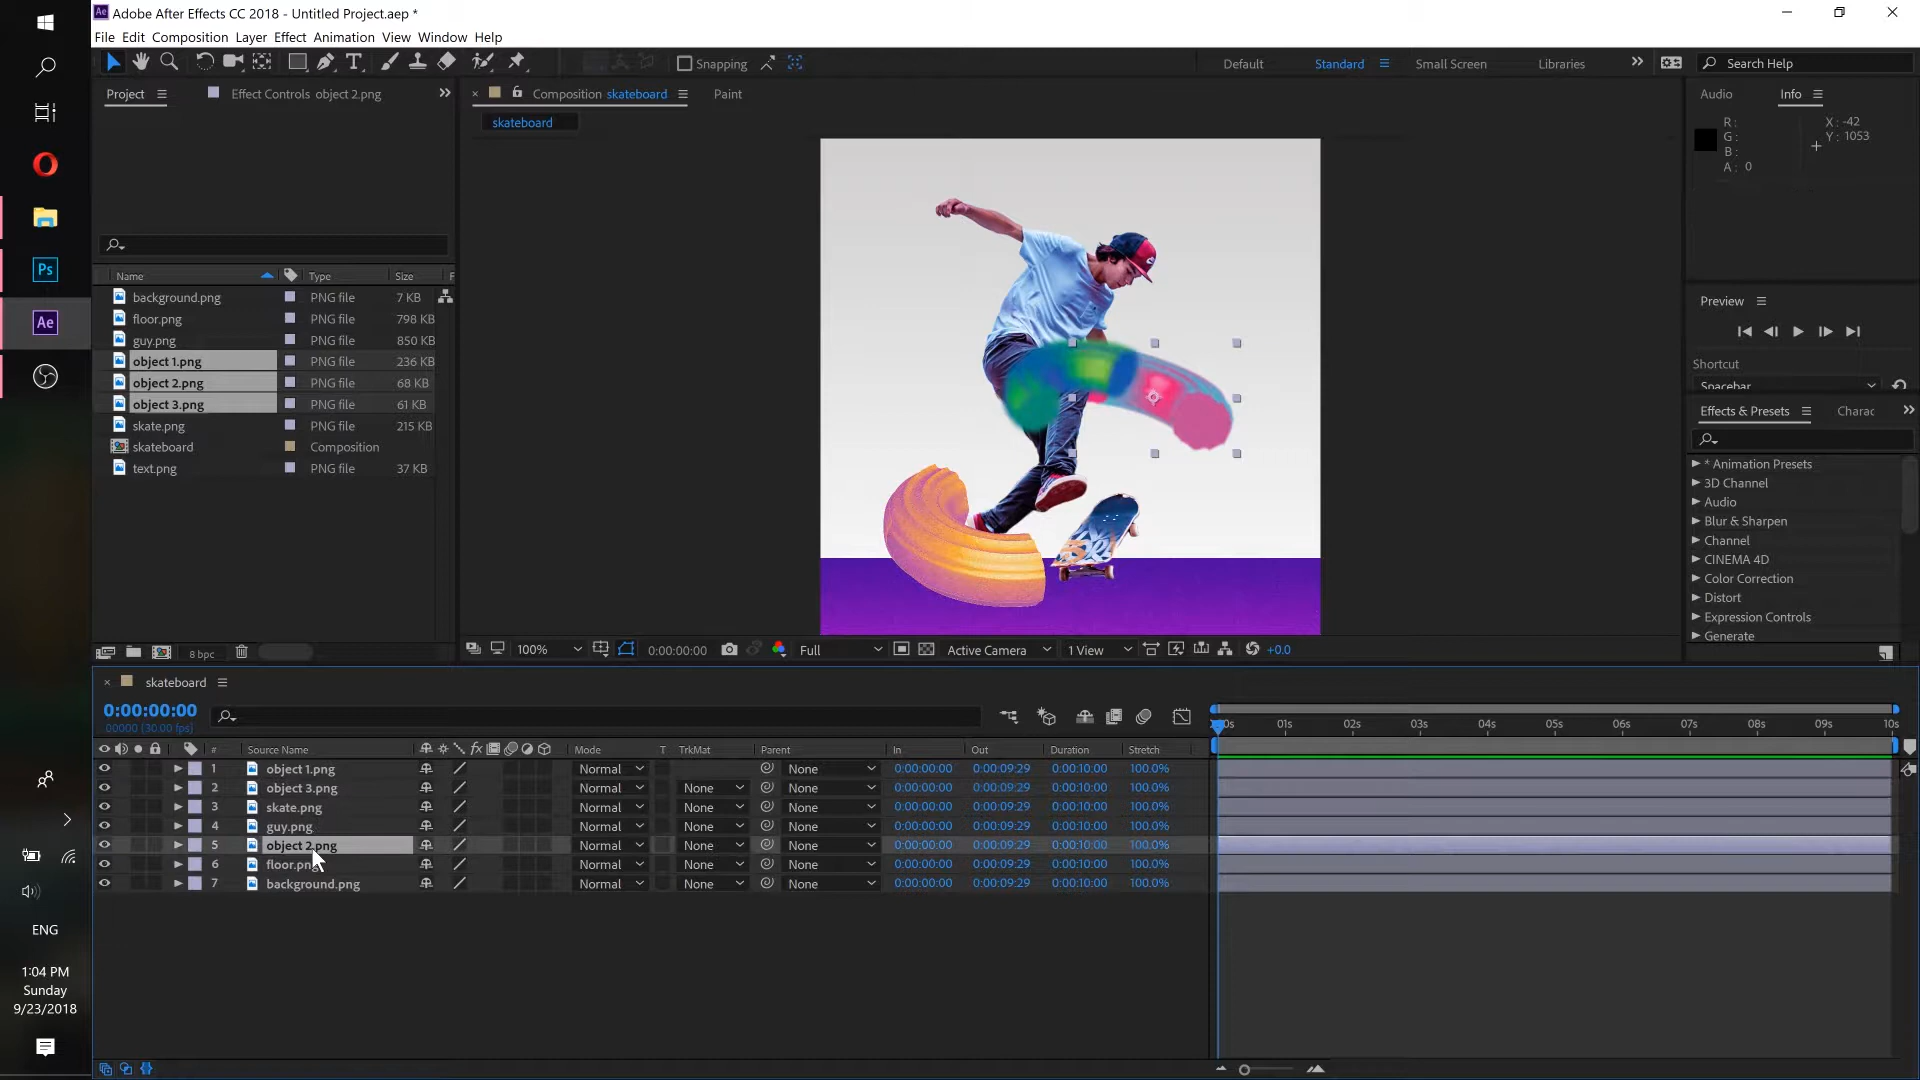 Ae Adobe After Effects CC 2018 - Untitled Project.aep *
File Edit Composition Layer Effect Animation View Window Help
Snapping
Default
Standard
Small Screen
Libraries
Search Help
Project
Effect Controls object 2.png
Composition skateboard
Paint
skateboard
Audio
Info
R :
G :
B :
A : 0
X : -42
Y : 1053
Name
Type
Size
F
background.png PNG file 7 KB
floor.png PNG file 798 KB
guy.png PNG file 850 KB
object 1.png PNG file 236 KB
object 2.png PNG file 68 KB
object 3.png PNG file 61 KB
skate.png PNG file 215 KB
skateboard Composition
text.png PNG file 37 KB
8 bpc
Preview
Shortcut
Spacebar
Effects & Presets
Charac
* Animation Presets
3D Channel
Audio
Blur & Sharpen
Channel
CINEMA 4D
Color Correction
Distort
Expression Controls
Generate
100%
0:00:00:00
Full
Active Camera
1 View
+0.0
skateboard
0:00:00:00
00000 (30.00 fps)
# Source Name Mode T TrkMat Parent In Out Duration Stretch
1 object 1.png Normal None 0:00:00:00 0:00:09:29 0:00:10:00 100.0%
2 object 3.png Normal None None 0:00:00:00 0:00:09:29 0:00:10:00 100.0%
3 skate.png Normal None None 0:00:00:00 0:00:09:29 0:00:10:00 100.0%
4 guy.png Normal None None 0:00:00:00 0:00:09:29 0:00:10:00 100.0%
5 object 2.png Normal None None 0:00:00:00 0:00:09:29 0:00:10:00 100.0%
6 floor.png Normal None None 0:00:00:00 0:00:09:29 0:00:10:00 100.0%
7 background.png Normal None None 0:00:00:00 0:00:09:29 0:00:10:00 100.0%
0s 01s 02s 03s 04s 05s 06s 07s 08s 09s 10s
Ps
Ae
ENG
1:04 PM
Sunday
9/23/2018